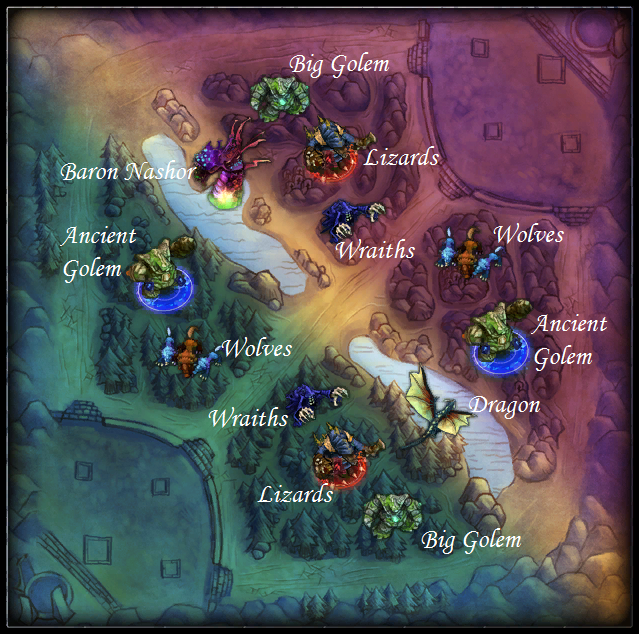 Big Golem
Lizards
Baron Nashor
Wraiths
Wolves
Ancient
Golem
Ancient
Golem
Wolves
Dragon
Wraiths
Lizards
Big Golem